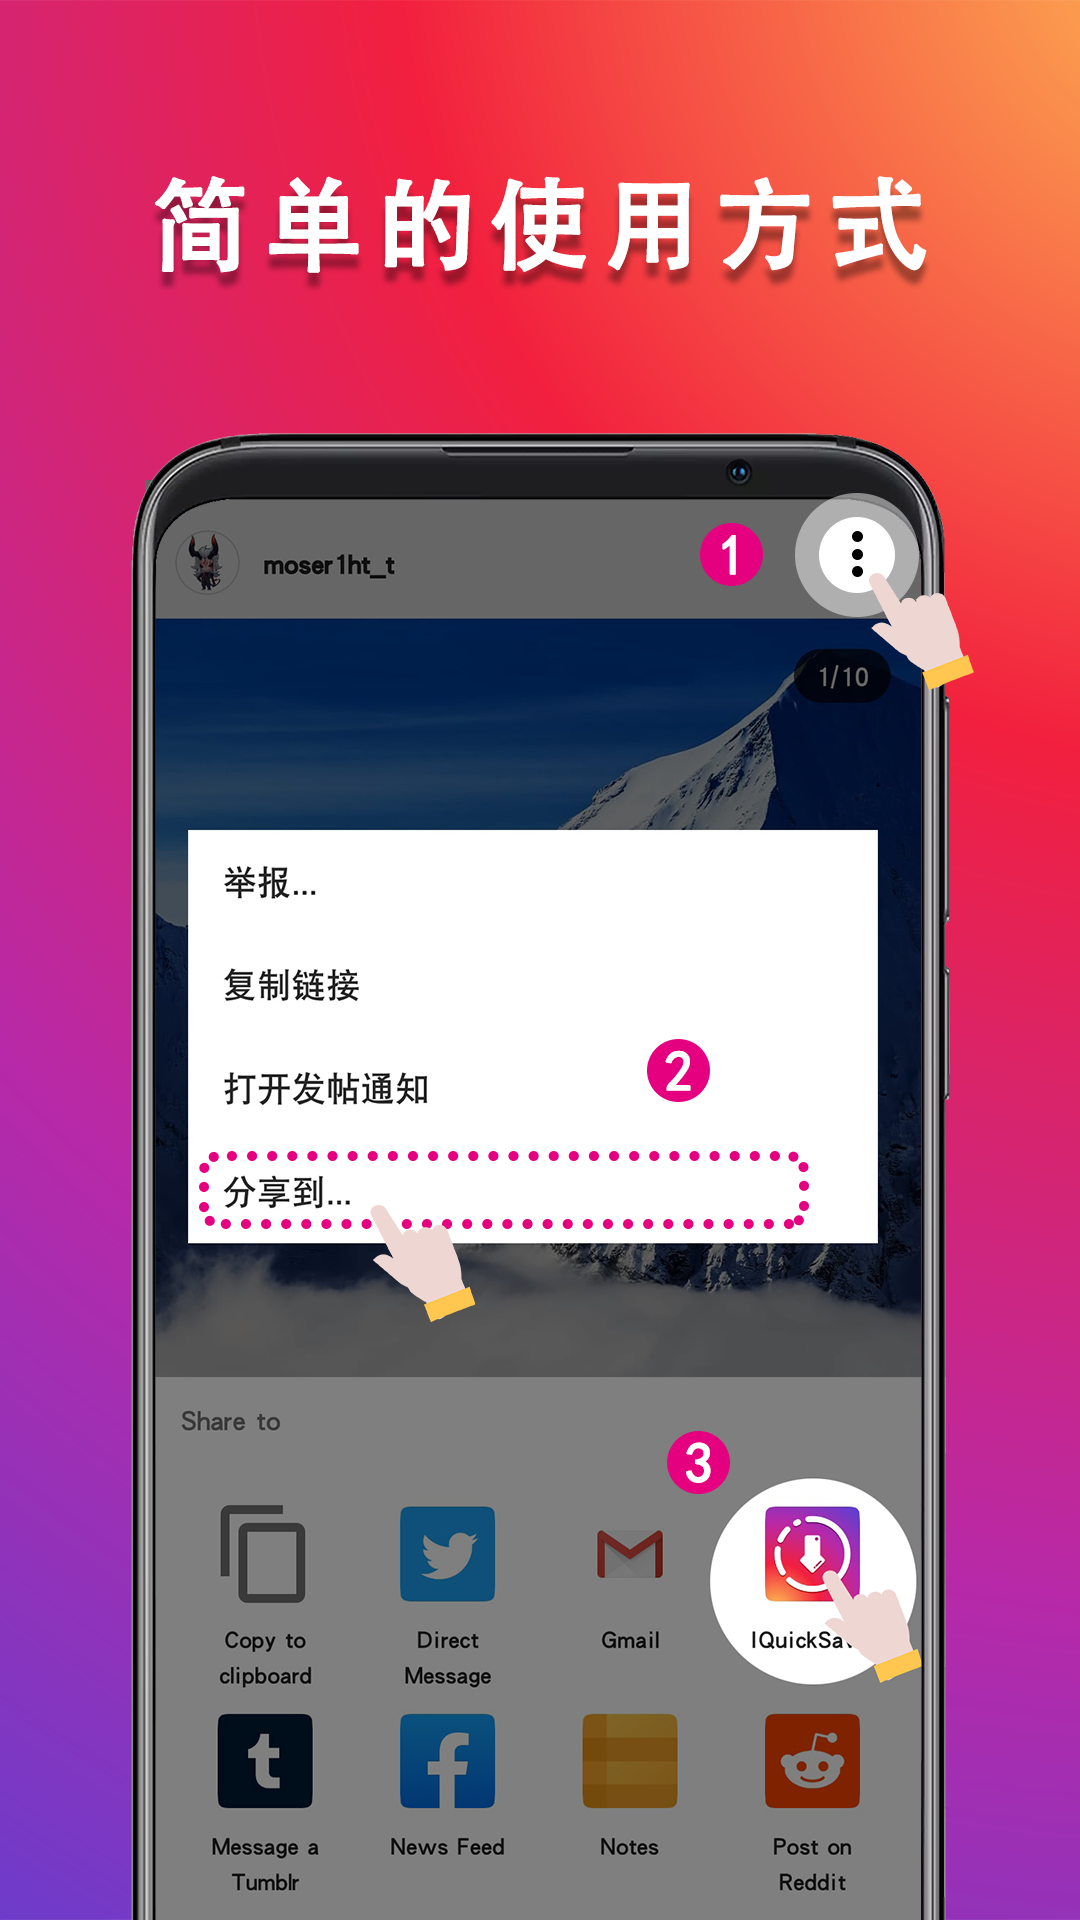 简单的使用方式
moser1ht_t
1
1/10
举报...
复制链接
打开发帖通知
2
分享到...
Share to
3
Copy to
clipboard
Direct
Message
Gmail
IQuickSa
Message a
Tumblr
News Feed
Notes
Post on
Reddit